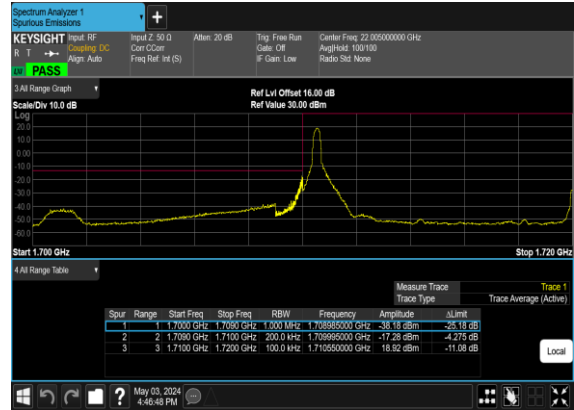 Spectrum Analyzer 1
Spurious Emissions
+
KEYSIGHT Input: RF Input Z: 50 Ω Atten: 20 dB Trig: Free Run Center Freq: 22.005000000 GHz
R T Coupling: DC Corr CCorr Gate: Off Avg|Hold: 100/100
Align: Auto Freq Ref: Int (S) IF Gain: Low Radio Std: None
LM PASS
3 All Range Graph
Ref Lvl Offset 16.00 dB
Scale/Div 10.0 dB Ref Value 30.00 dBm
Log
20.0
10.0
0.00
-10.0
-20.0
-30.0
-40.0
-50.0
-60.0
Start 1.700 GHz Stop 1.720 GHz
4 All Range Table
Measure Trace Trace 1
Trace Type Trace Average (Active)
Spur Range Start Freq Stop Freq RBW Frequency Amplitude ΔLimit
1 1 1.7000 GHz 1.7090 GHz 1.000 MHz 1.708985000 GHz -38.18 dBm -25.18 dB
2 2 1.7090 GHz 1.7100 GHz 200.0 kHz 1.709995000 GHz -17.28 dBm -4.275 dB
3 3 1.7100 GHz 1.7200 GHz 100.0 kHz 1.710550000 GHz 18.92 dBm -11.08 dB
Local
? May 03, 2024
4:46:48 PM